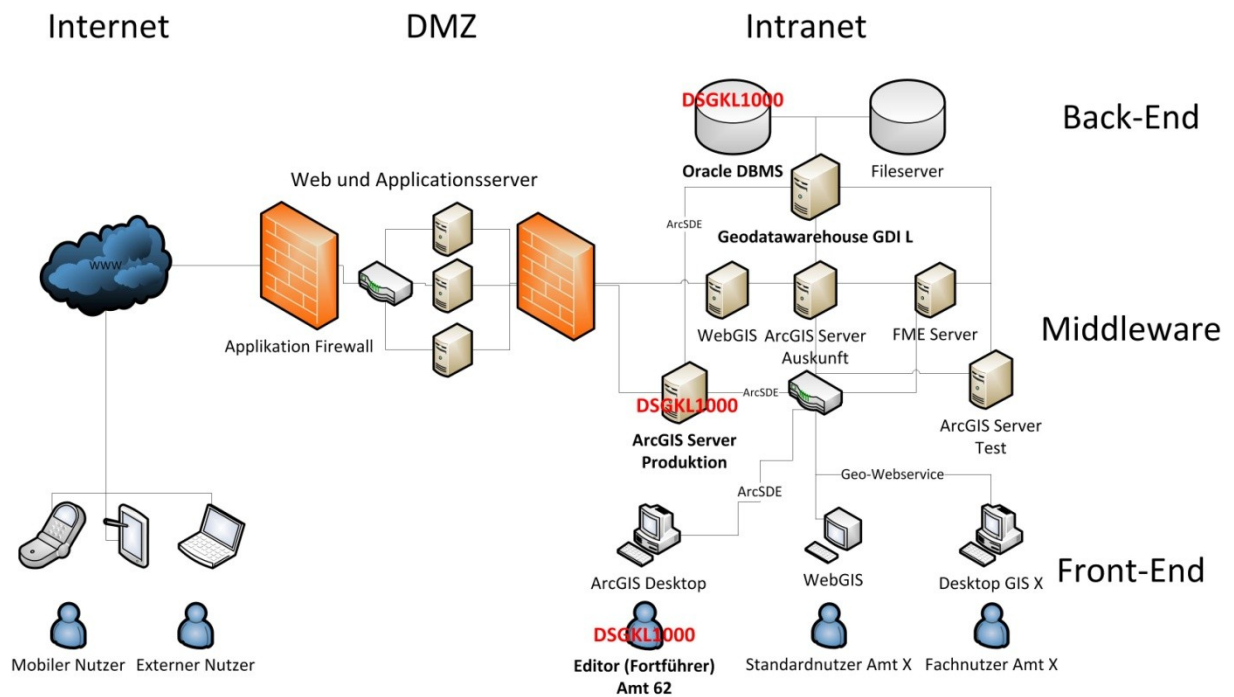 Internet
DMZ
Intranet
DSGKL1000
Back-End
Oracle DBMS
Fileserver
Web und Applicationsserver
ArcSDE
Geodatawarehouse GDI L
www
Applikation Firewall
WebGIS
ArcGIS Server
Auskunft
FME Server
Middleware
DSGKL1000
ArcSDE
ArcGIS Server
Produktion
ArcGIS Server
Test
Geo-Webservice
ArcSDE
ArcGIS Desktop
WebGIS
Desktop GIS X
Front-End
DSGKL1000
Mobiler Nutzer
Externer Nutzer
Editor (Fortführer)
Amt 62
Standardnutzer Amt X
Fachnutzer Amt X